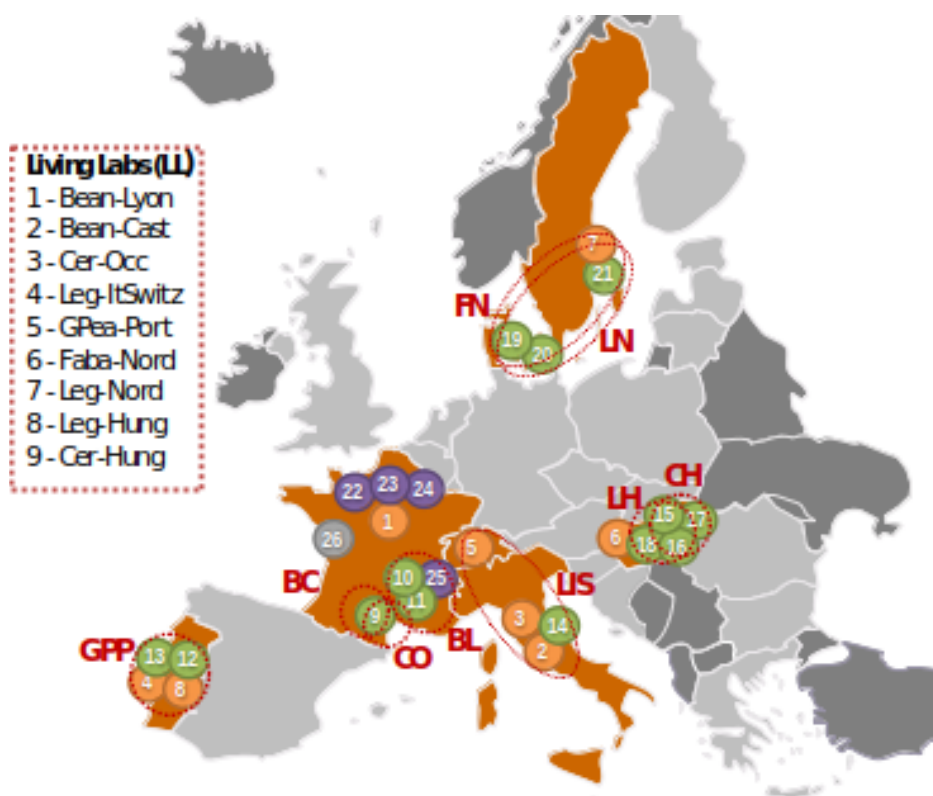 Living Labs (LL)
1 - Bean-Lyon
2 - Bean-Cast
3 - Cer-Occ
4 - Leg-ItSwitz
5 - GPea-Port
6 - Faba-Nord
7 - Leg-Nord
8 - Leg-Hung
9 - Cer-Hung
7
21
FN
19
20
LN
22
23
24
1
26
CH
LH
15
17
6
18
16
5
BC
10
25
11
LIS
9
3
14
2
CO
BL
GPP
13
12
4
8